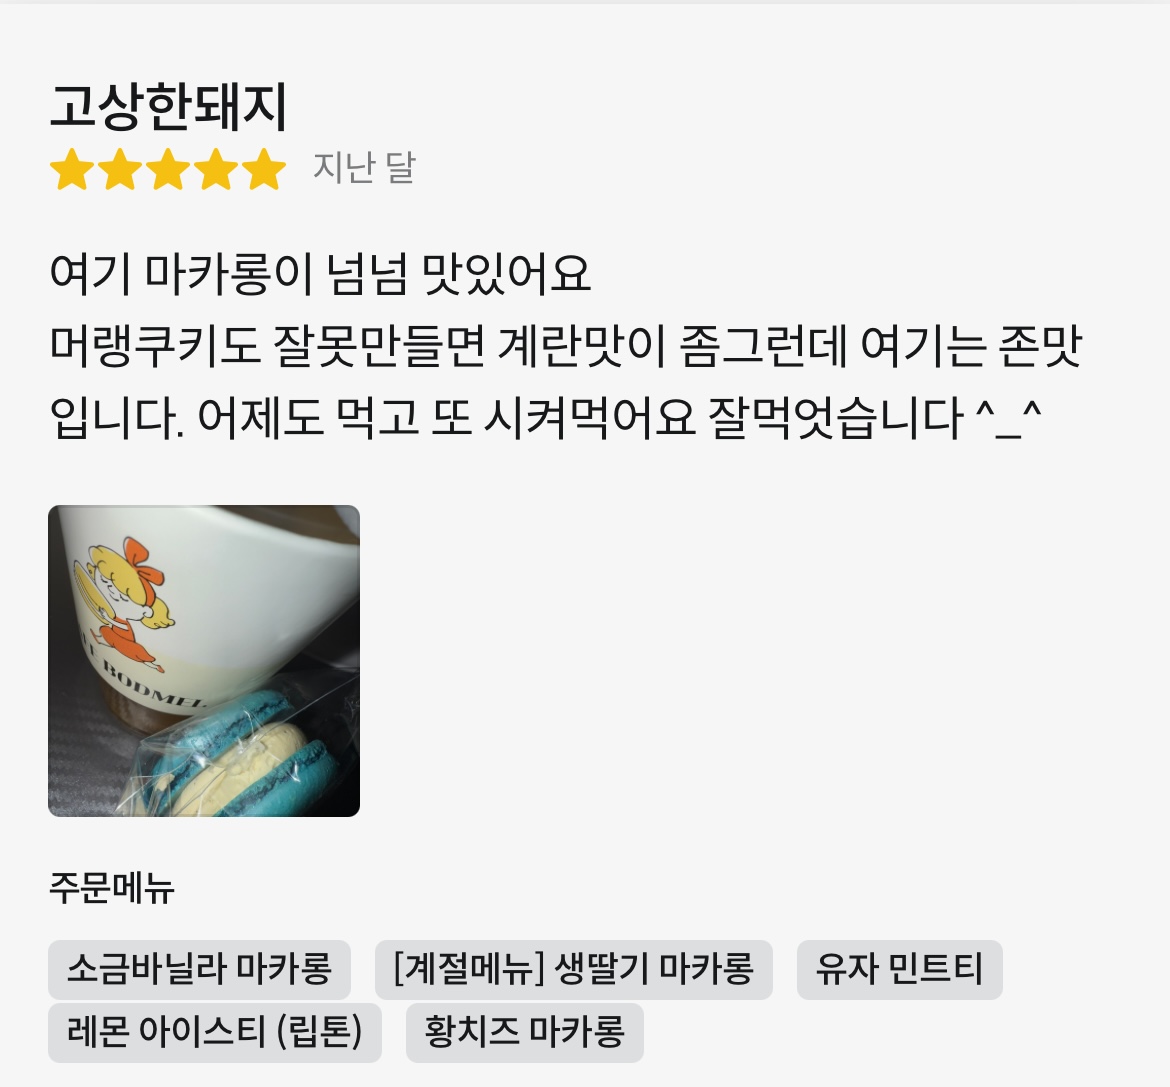 고상한돼지
지난 달
여기 마카롱이 넘넘 맛있어요
머랭쿠키도 잘못만들면 계란맛이 좀그런데 여기는 존맛
입니다. 어제도 먹고 또 시켜먹어요 잘먹엇습니다 ^_^
BODMEL
주문메뉴
소금바닐라 마카롱 [계절메뉴] 생딸기 마카롱 유자 민트티
레몬 아이스티 (립톤) 황치즈 마카롱